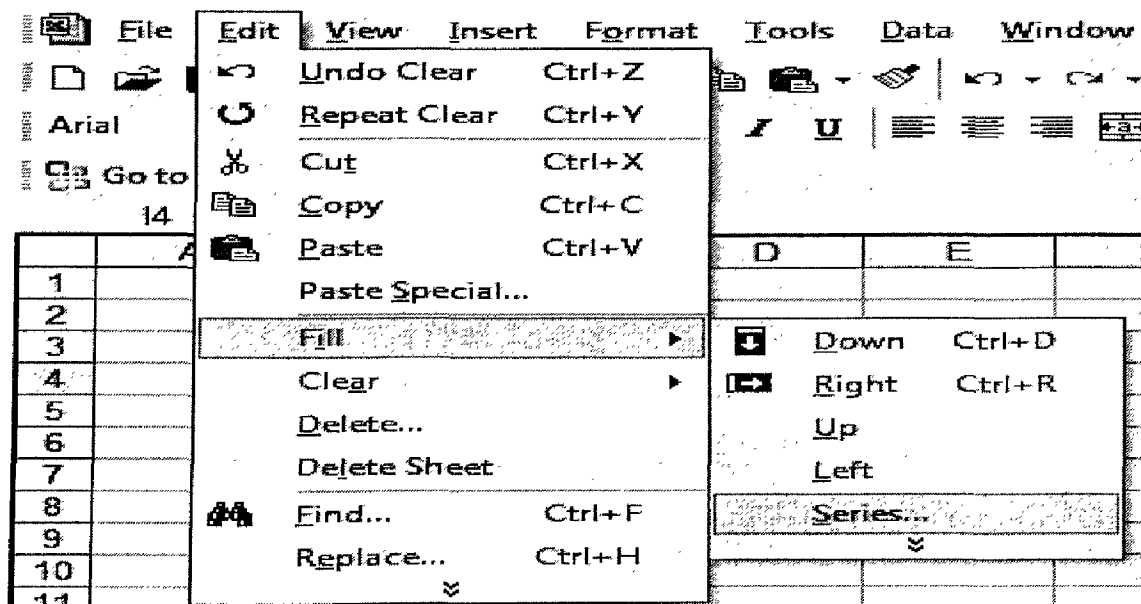 File Edit View Insert Format Tools Data Window
Undo Clear Ctrl+Z
Repeat Clear Ctrl+Y
Arial I U
Cut Ctrl+X
Go to
Copy Ctrl+C
I4
Paste Ctrl+V
A D E
Paste Special...
Fill
Clear
Delete...
Delete Sheet
Find... Ctrl+F
Replace... Ctrl+H
Down Ctrl+D
Right Ctrl+R
Up
Left
Series...
1
2
3
4
5
6
7
8
9
10
11